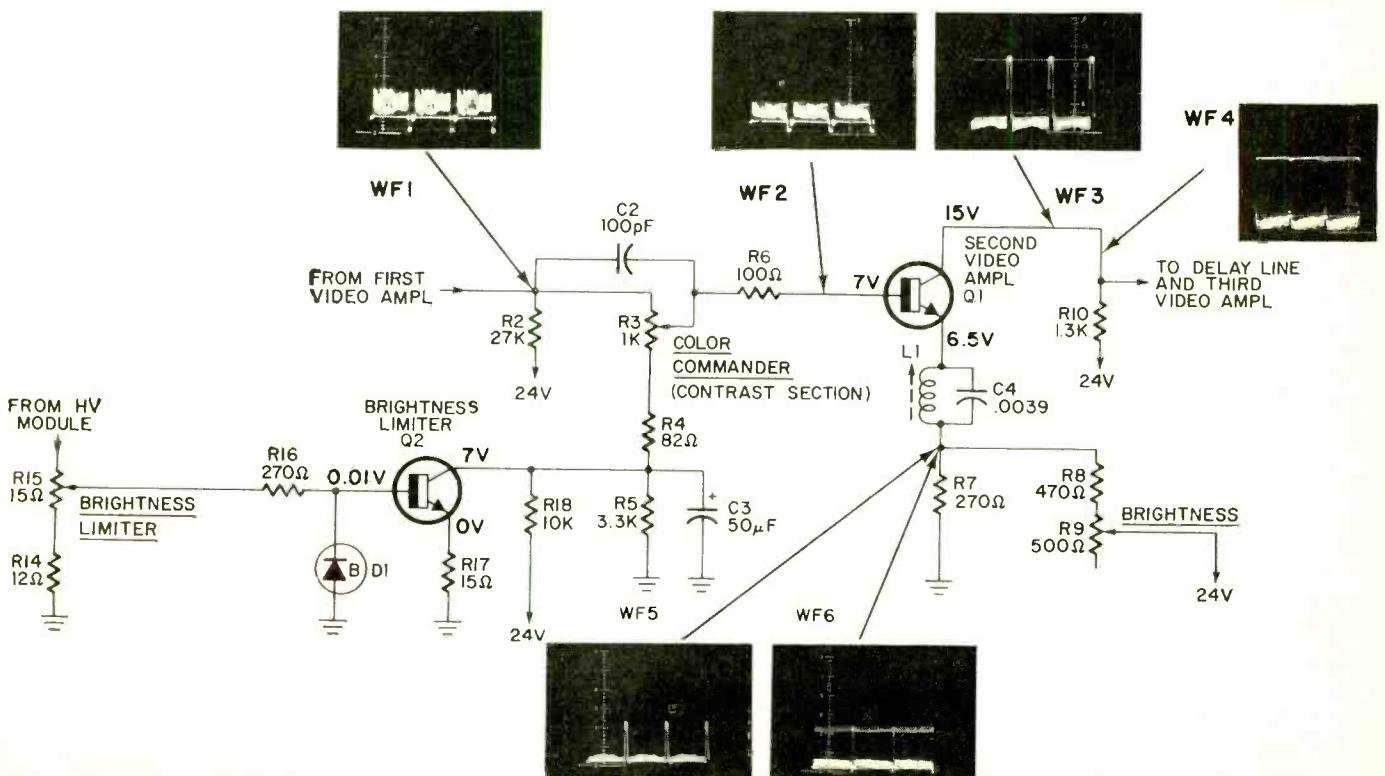 WF1
WF2
WF3
WF4
C2
100pF
15V
SECOND
VIDEO
AMPL
Q1
FROM FIRST
VIDEO AMPL
R6
100Ω
7V
TO DELAY LINE
AND THIRD
VIDEO AMPL
R2
27K
24V
R3
1K
COLOR
COMMANDER
(CONTRAST SECTION)
6.5V
L1
C4
.0039
R10
1.3K
24V
FROM HV
MODULE
BRIGHTNESS
LIMITER
Q2
R4
82Ω
R15
15Ω
BRIGHTNESS
LIMITER
R16
270Ω
0.01V
7V
0V
R18
10K
R5
3.3K
+
C3
50μF
R7
270Ω
R8
470Ω
R9
500Ω
BRIGHTNESS
24V
R14
12Ω
B
D1
R17
15Ω
24V
WF5
WF6